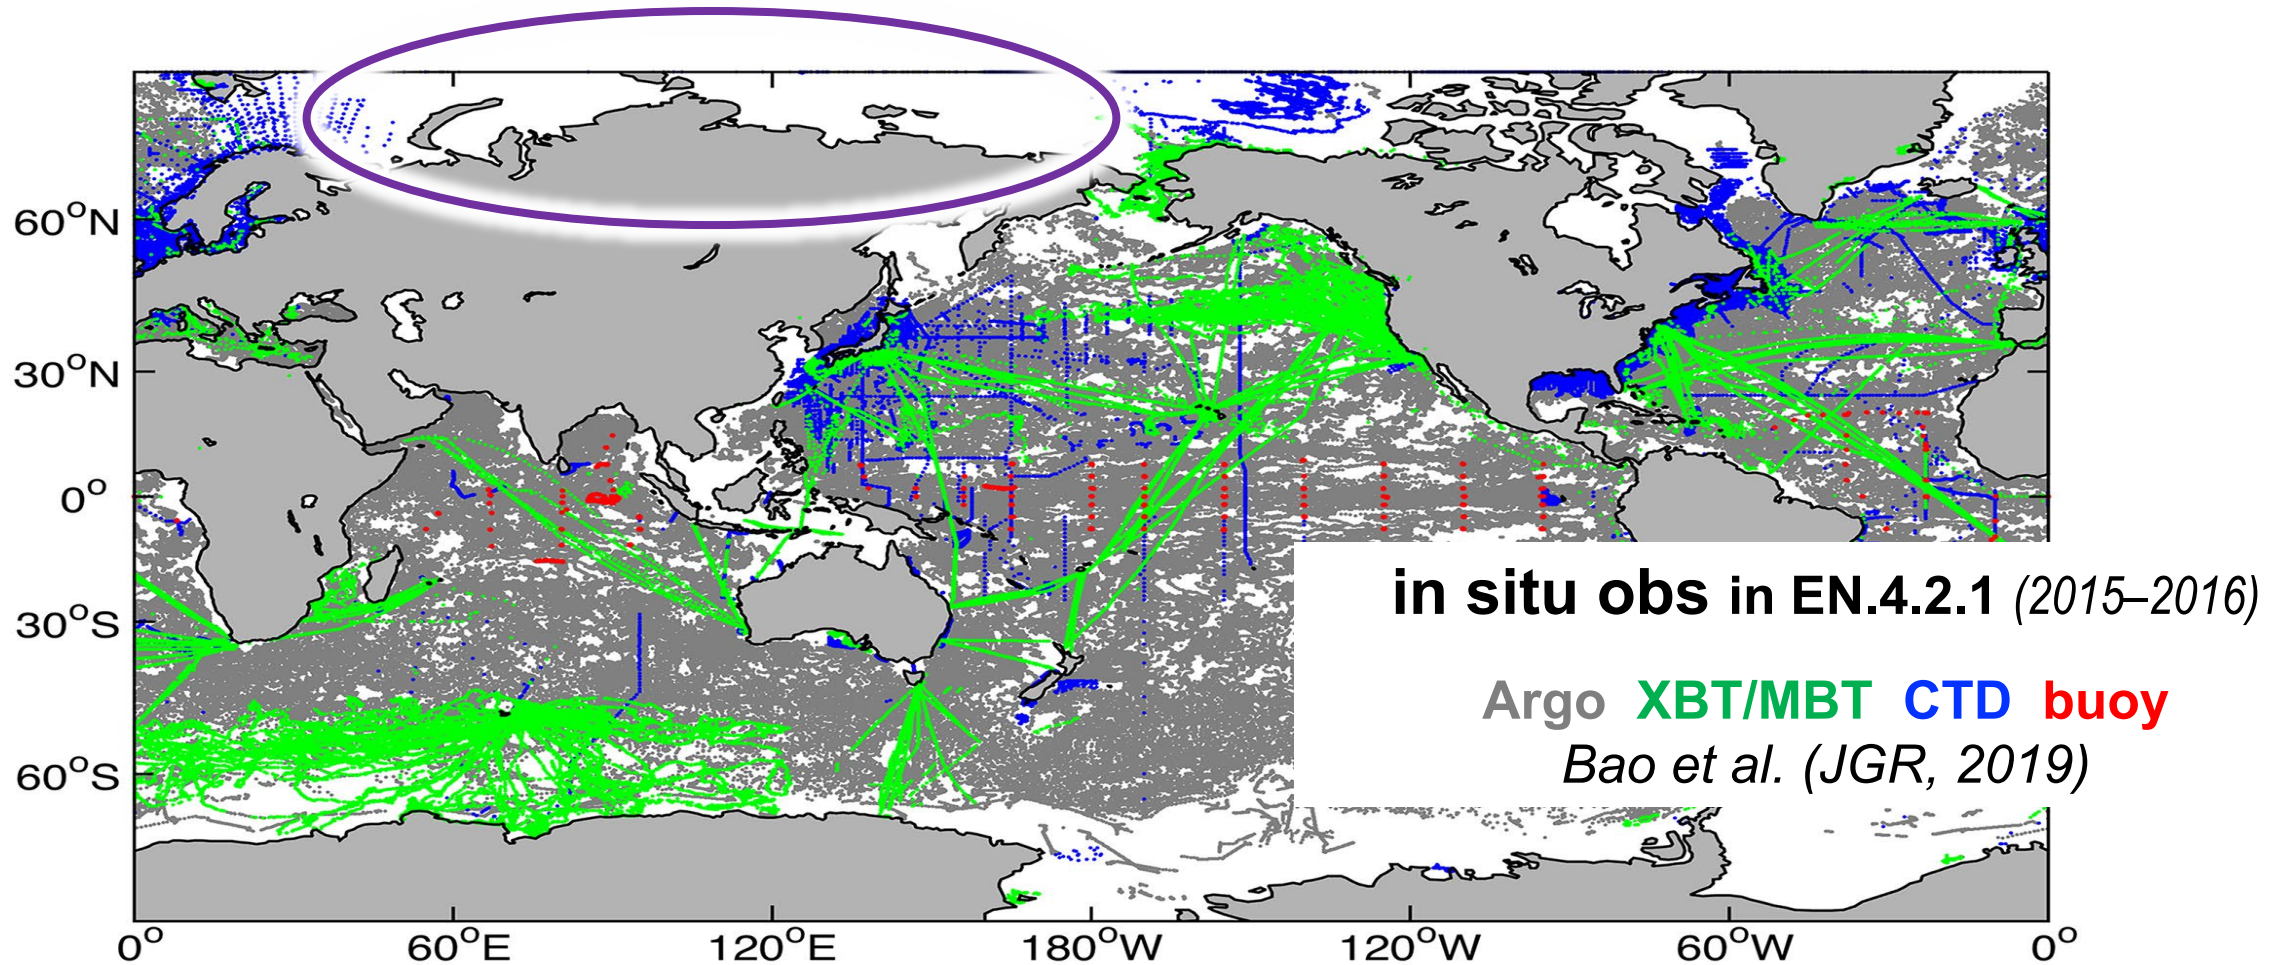 60°N
30°N
0°
30°S
60°S
0° 60°E 120°E 180°W 120°W 60°W 0°
in situ obs in EN.4.2.1 (2015–2016)
Argo XBT/MBT CTD buoy
Bao et al. (JGR, 2019)